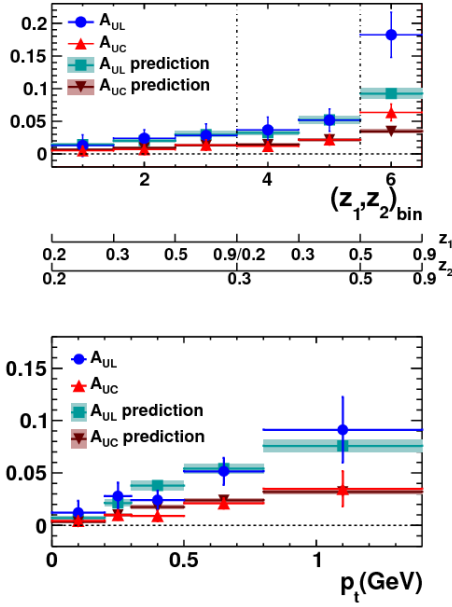 0.2
0.15
0.1
0.05
0
A_UL
A_UC
A_UL prediction
A_UC prediction
2 4 6
(z_1,z_2)_bin
z_1
0.2 0.3 0.5 0.9/0.2 0.3 0.5 0.9
z_2
0.2 0.3 0.5 0.9
0.15
0.1
0.05
0
A_UL
A_UC
A_UL prediction
A_UC prediction
0 0.5 1
p_t(GeV)